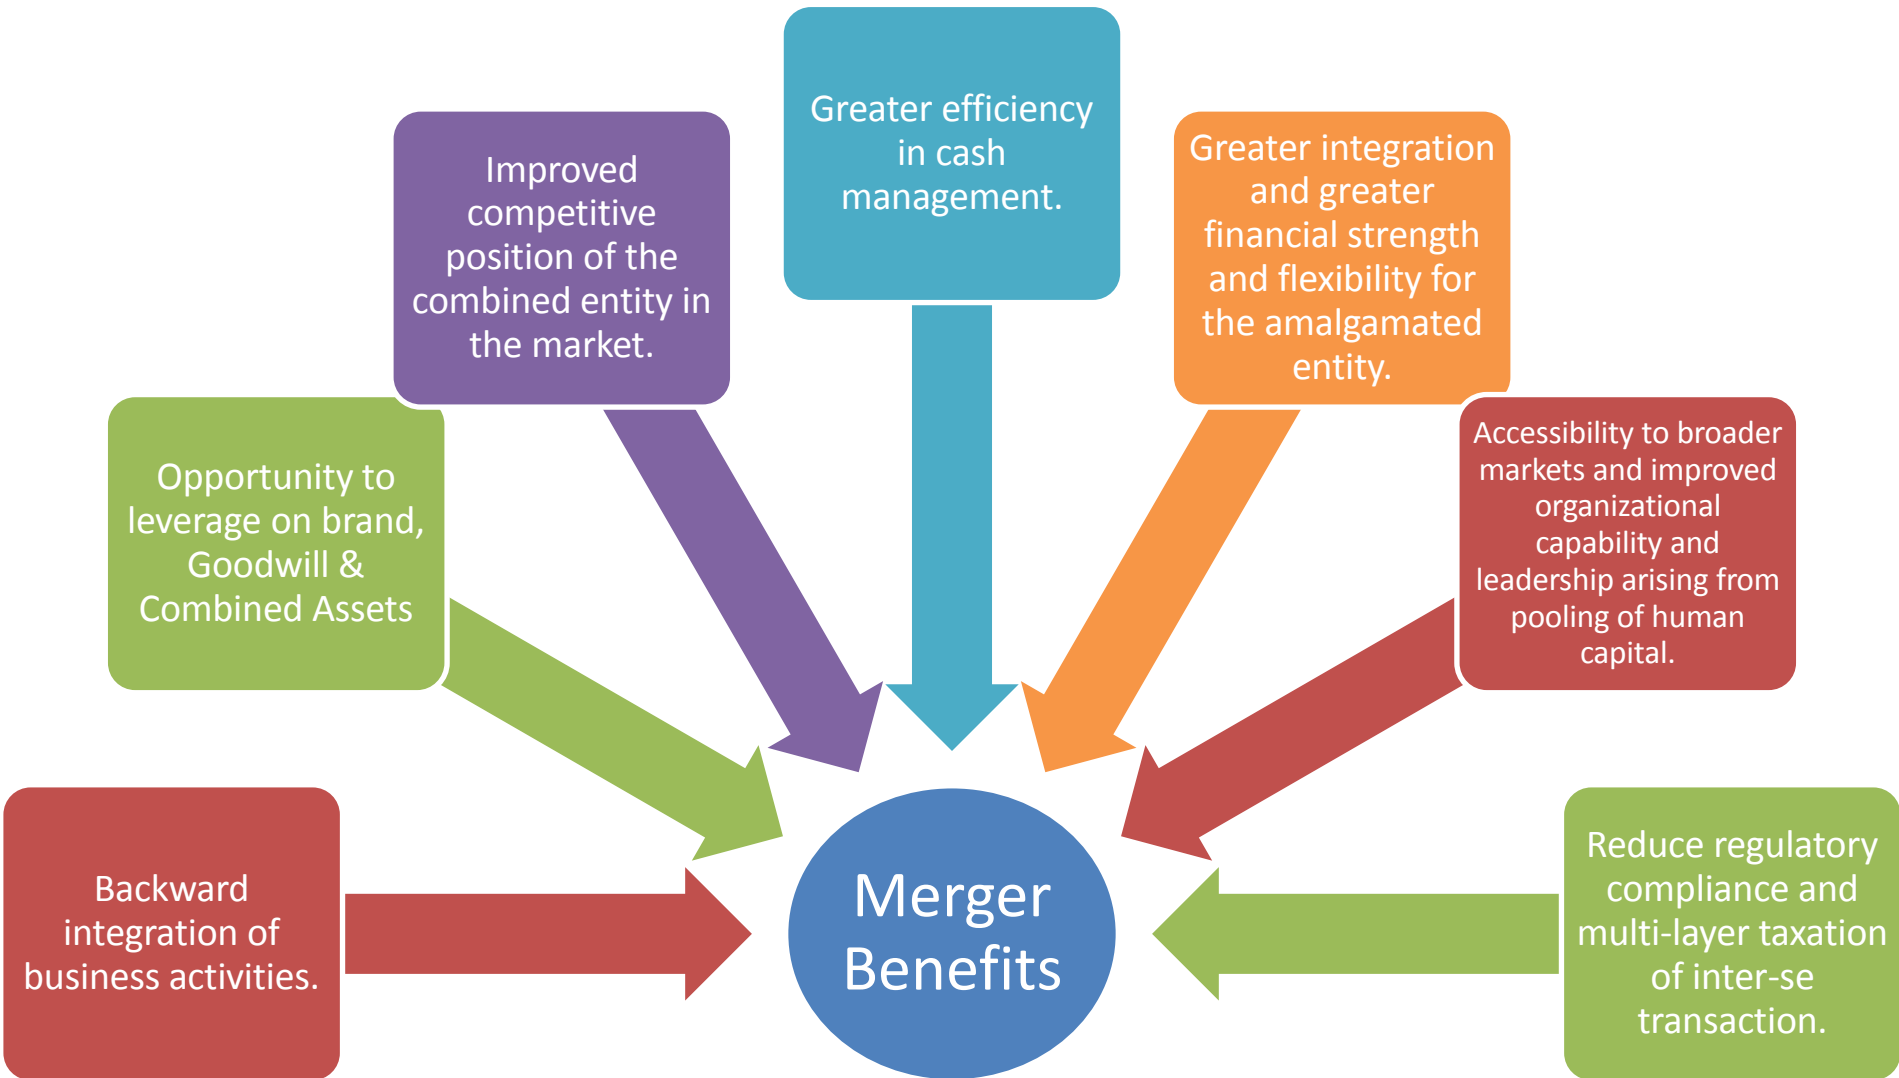 Backward
integration of
business activities.
Opportunity to
leverage on brand,
Goodwill &
Combined Assets
Improved
competitive
position of the
combined entity in
the market.
Greater efficiency
in cash
management.
Greater integration
and greater
financial strength
and flexibility for
the amalgamated
entity.
Accessibility to broader
markets and improved
organizational
capability and
leadership arising from
pooling of human
capital.
Reduce regulatory
compliance and
multi-layer taxation
of inter-se
transaction.
Merger
Benefits